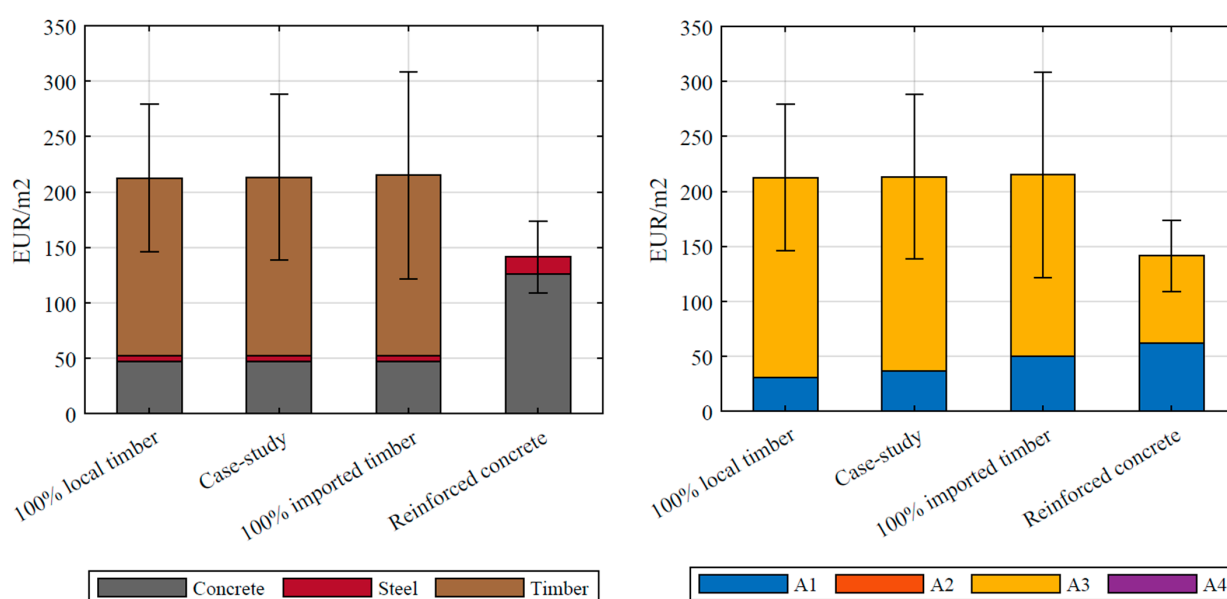 350
300
250
200
150
100
50
0
EUR/m2
100% local timber
Case-study
100% imported timber
Reinforced concrete
Concrete Steel Timber
350
300
250
200
150
100
50
0
EUR/m2
100% local timber
Case-study
100% imported timber
Reinforced concrete
A1 A2 A3 A4